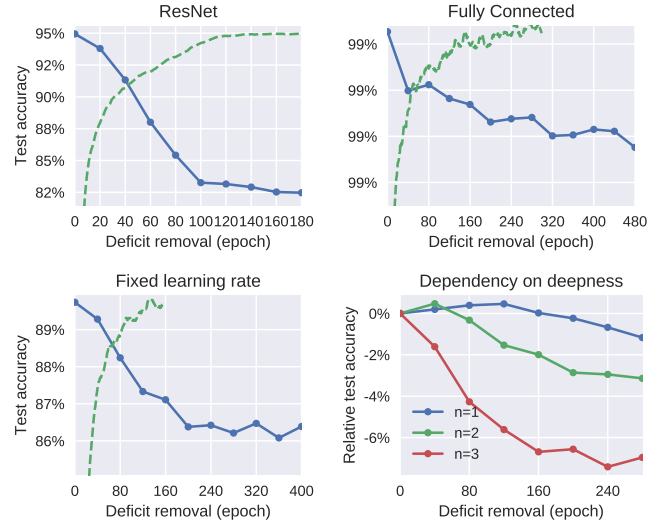 ResNet
95%
92%
90%
88%
85%
82%
Test accuracy
0 20 40 60 80 100 120 140 160 180
Deficit removal (epoch)
Fully Connected
99%
99%
99%
99%
0 80 160 240 320 400 480
Deficit removal (epoch)
Fixed learning rate
89%
88%
87%
86%
Test accuracy
0 80 160 240 320 400
Deficit removal (epoch)
Dependency on deepness
0%
-2%
-4%
-6%
Relative test accuracy
n=1
n=2
n=3
0 80 160 240
Deficit removal (epoch)